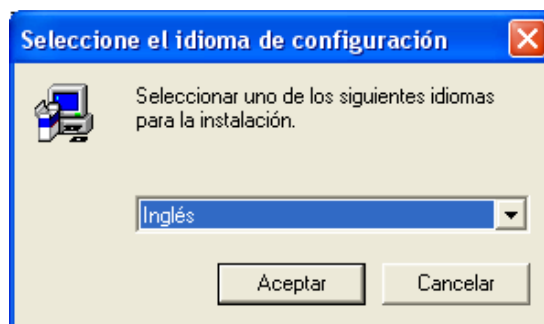 Seleccione el idioma de configuración
Seleccionar uno de los siguientes idiomas
para la instalación.
Inglés
Aceptar
Cancelar